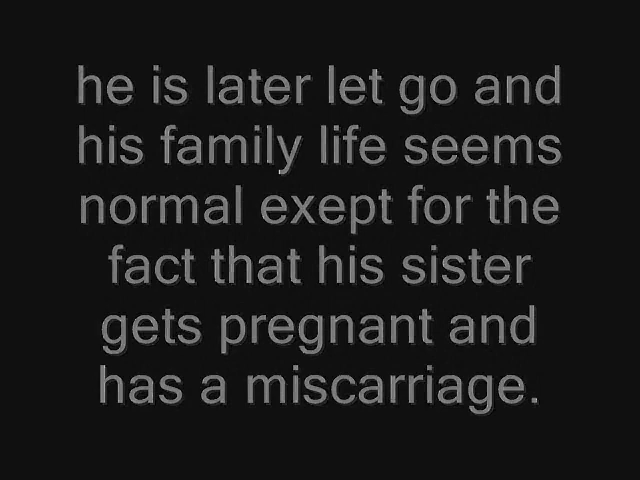 he is later let go and
his family life seems
normal exept for the
fact that his sister
gets pregnant and
has a miscarriage.